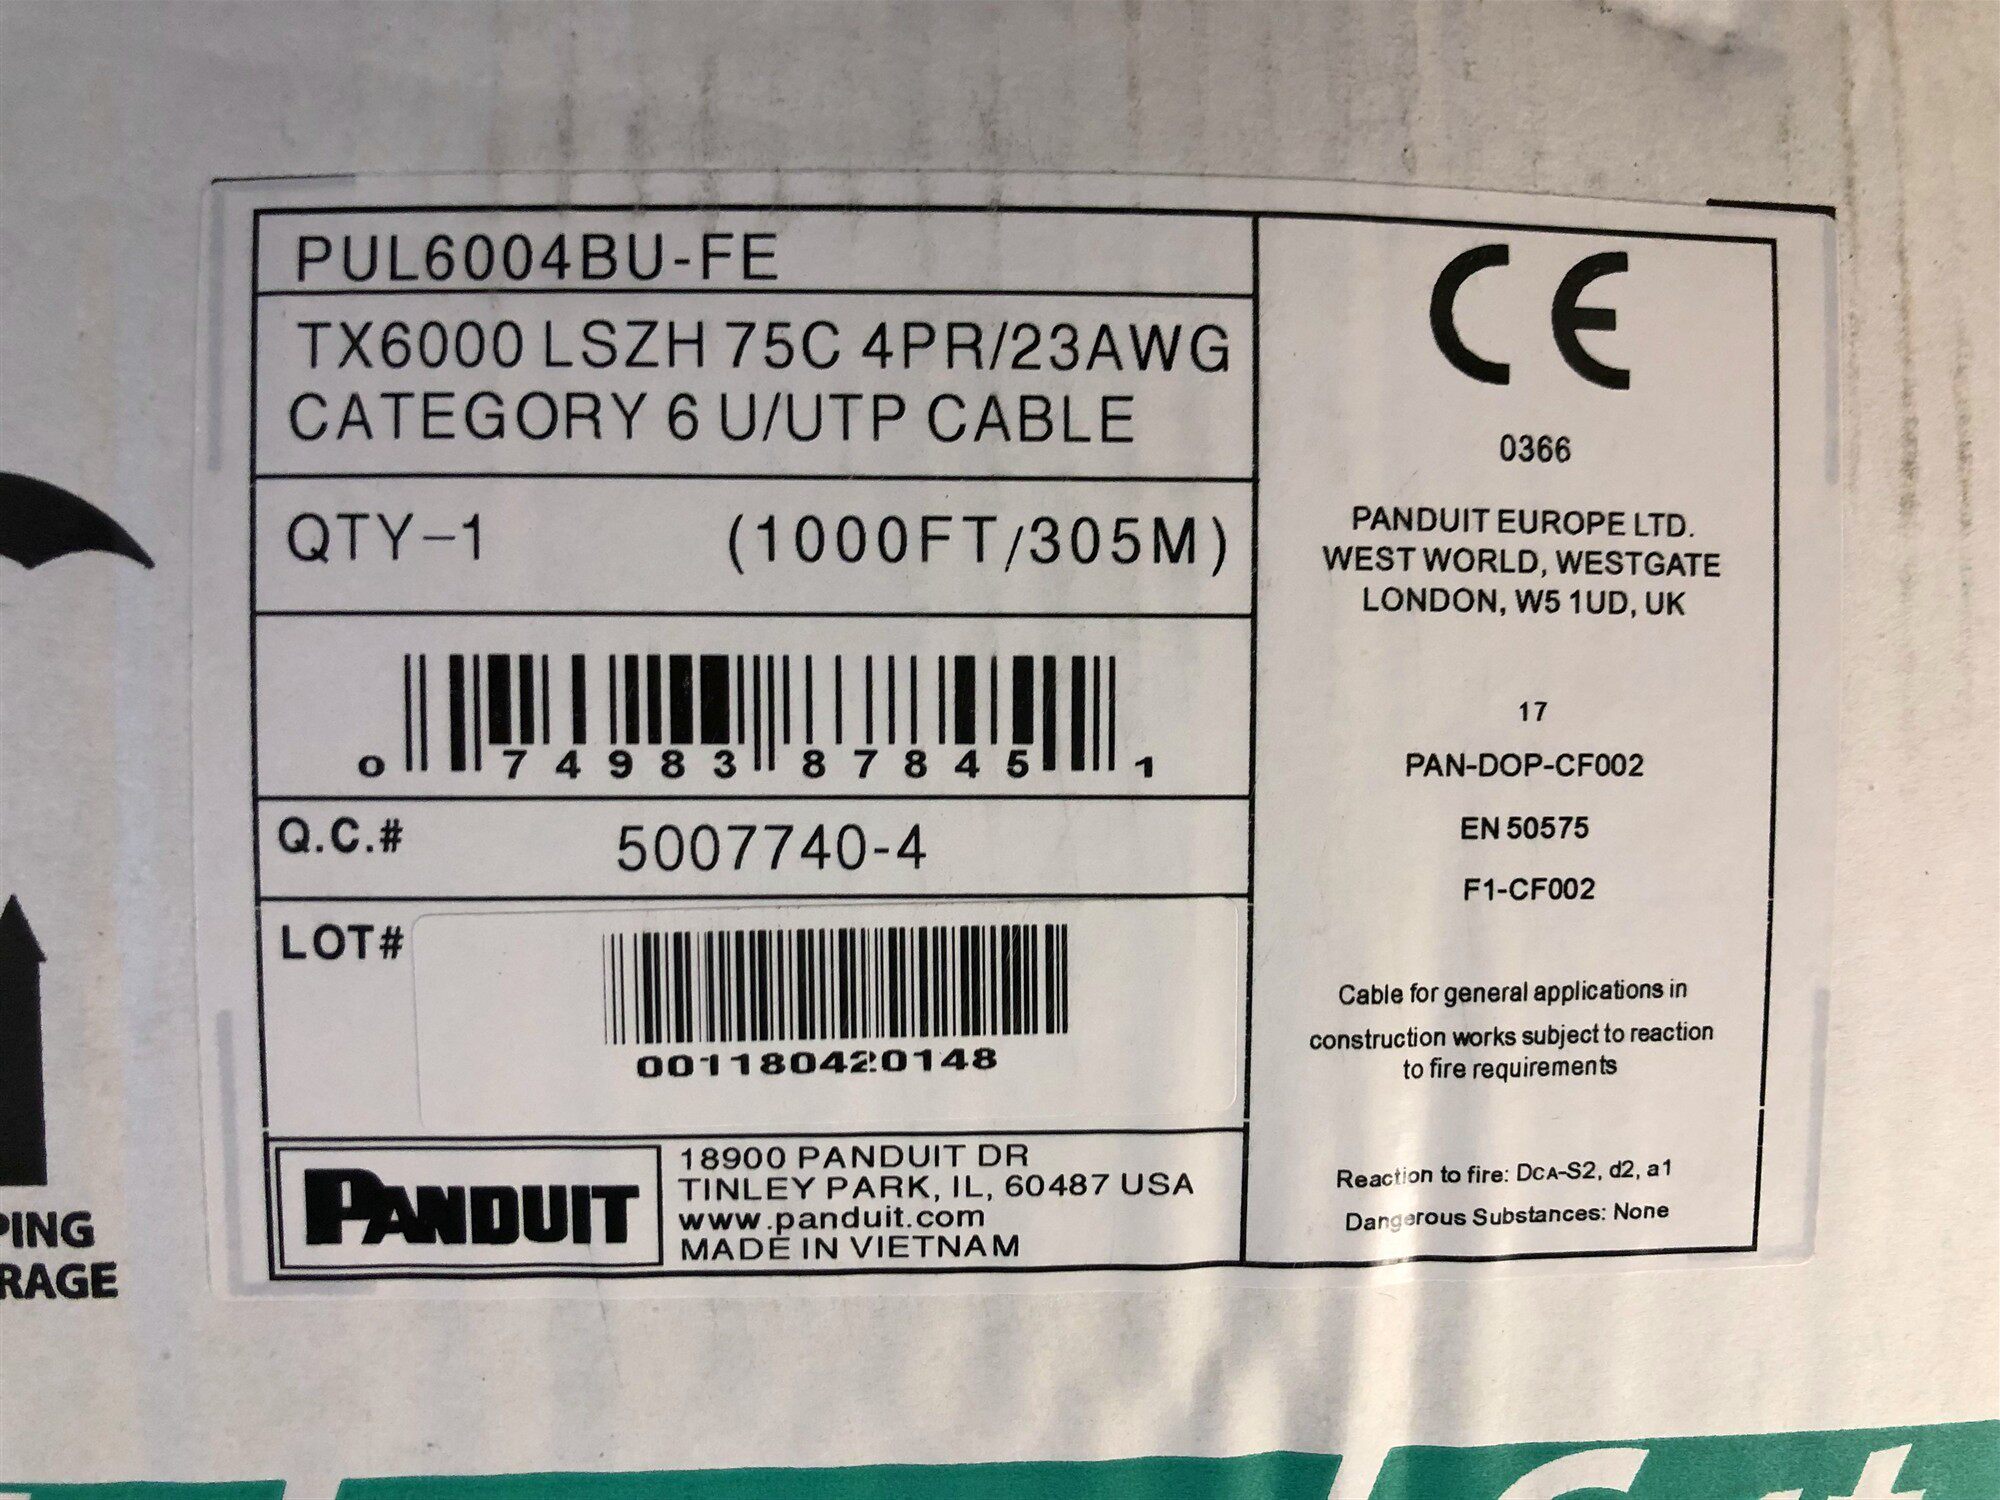 PUL6004BU-FE
TX6000 LSZH 75C 4PR/23AWG
CATEGORY 6 U/UTP CABLE
QTY-1 (1000FT/305M)
0 74983 87845 1
Q.C.# 5007740-4
LOT#
001180420148
PANDUIT
18900 PANDUIT DR
TINLEY PARK, IL, 60487 USA
www.panduit.com
MADE IN VIETNAM
CE
0366
PANDUIT EUROPE LTD.
WEST WORLD, WESTGATE
LONDON, W5 1UD, UK
17
PAN-DOP-CF002
EN 50575
F1-CF002
Cable for general applications in
construction works subject to reaction
to fire requirements
Reaction to fire: DCA-S2, d2, a1
Dangerous Substances: None
PING
RAGE